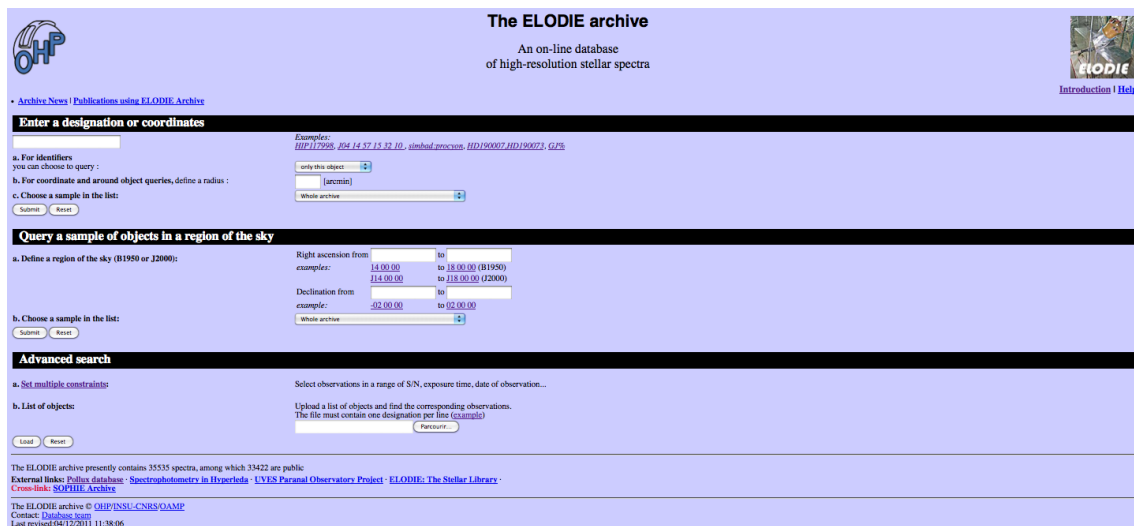 The ELODIE archive
An on-line database
of high-resolution stellar spectra
OHP
ELODIE
Introduction | Help
• Archive News | Publications using ELODIE Archive
Enter a designation or coordinates
Examples:
HIP117998, J04 14 57 15 32 10 , simbad:procyon, HD190007,HD190073, GJ%
a. For identifiers
you can choose to query :
only this object
b. For coordinate and around object queries, define a radius :
[arcmin]
c. Choose a sample in the list:
Whole archive
Submit Reset
Query a sample of objects in a region of the sky
a. Define a region of the sky (B1950 or J2000):
Right ascension from to
examples: 14 00 00 to 18 00 00 (B1950)
J14 00 00 to J18 00 00 (J2000)
Declination from to
example: -02 00 00 to 02 00 00
b. Choose a sample in the list:
Whole archive
Submit Reset
Advanced search
a. Set multiple constraints:
Select observations in a range of S/N, exposure time, date of observation...
b. List of objects:
Upload a list of objects and find the corresponding observations.
The file must contain one designation per line (example)
Parcourir...
Load Reset
The ELODIE archive presently contains 35535 spectra, among which 33422 are public
External links: Pollux database · Spectrophotometry in Hyperleda · UVES Paranal Observatory Project · ELODIE: The Stellar Library ·
Cross-link: SOPHIE Archive
The ELODIE archive © OHP/INSU-CNRS/OAMP
Contact: Database team
Last revised:04/12/2011 11:38:06